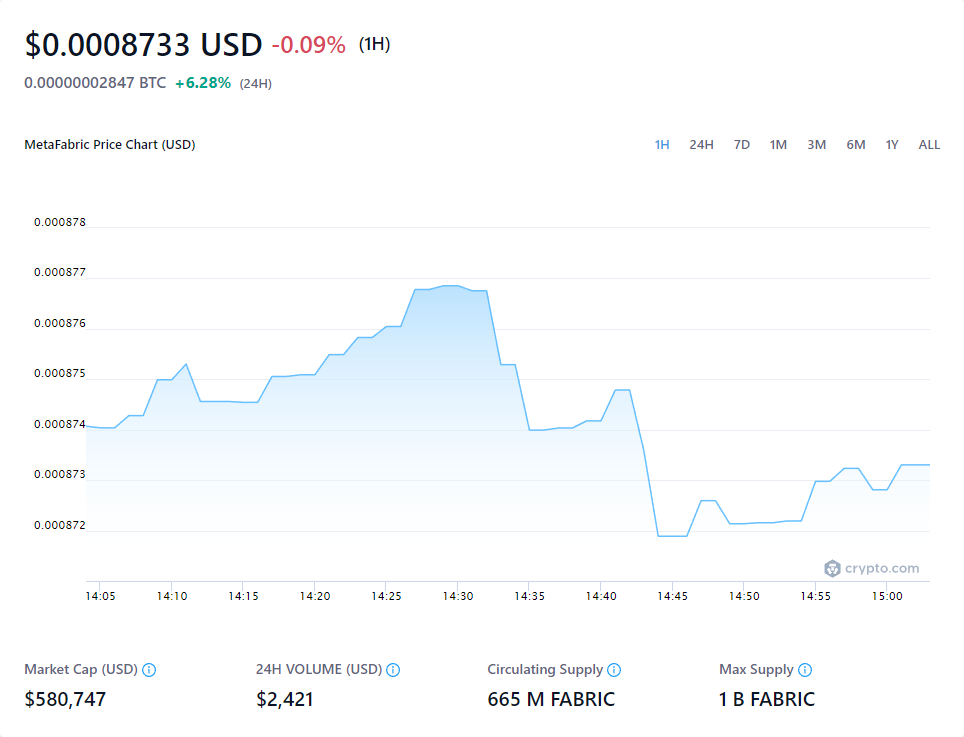 $0.0008733 USD -0.09% (1H)
0.00000002847 BTC +6.28% (24H)
MetaFabric Price Chart (USD) 1H 24H 7D 1M 3M 6M 1Y ALL
0.000878
0.000877
0.000876
0.000875
0.000874
0.000873
0.000872
crypto.com
14:05 14:10 14:15 14:20 14:25 14:30 14:35 14:40 14:45 14:50 14:55 15:00
Market Cap (USD) 24H VOLUME (USD) Circulating Supply Max Supply
$580,747 $2,421 665 M FABRIC 1 B FABRIC